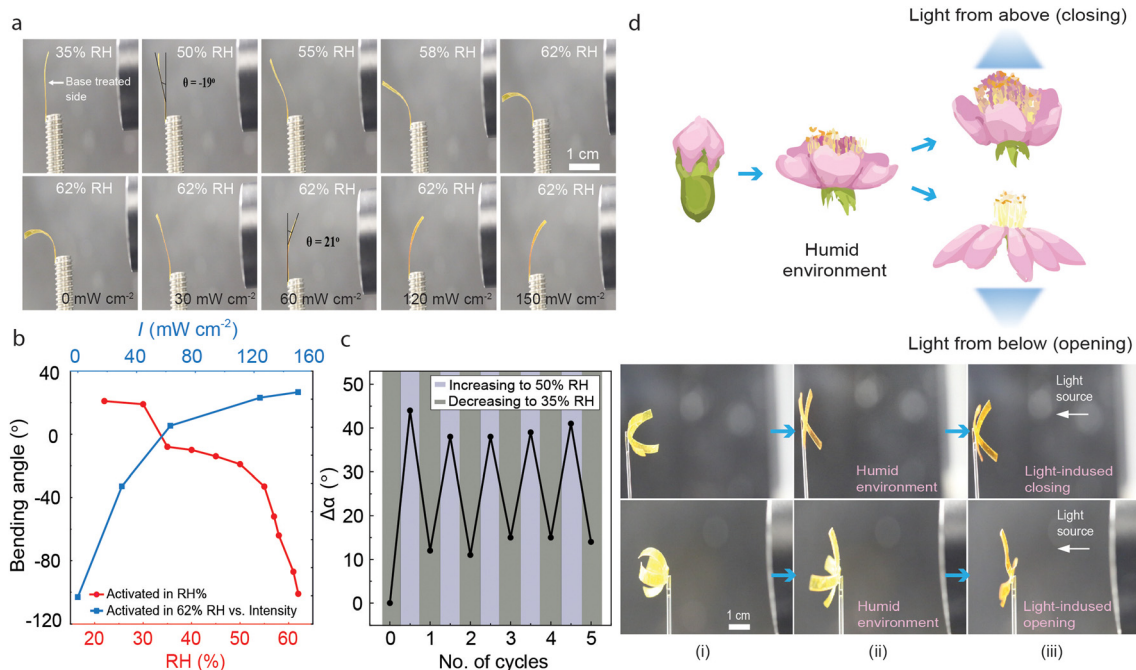 a
35% RH
50% RH
55% RH
58% RH
62% RH
Base treated
side
θ = -19°
1 cm
62% RH
62% RH
62% RH
62% RH
62% RH
θ = 21°
0 mW cm-2
30 mW cm-2
60 mW cm-2
120 mW cm-2
150 mW cm-2
b
I (mW cm-2)
0 40 80 120 160
Bending angle (°)
40
0
-40
-80
-120
Activated in RH%
Activated in 62% RH vs. Intensity
20 30 40 50 60
RH (%)
c
Δα (°)
50
40
30
20
10
0
Increasing to 50% RH
Decreasing to 35% RH
0 1 2 3 4 5
No. of cycles
d
Light from above (closing)
Humid
environment
Light from below (opening)
Humid
environment
Light
source
Light-indused
closing
1 cm
Humid
environment
Light
source
Light-indused
opening
(i)
(ii)
(iii)